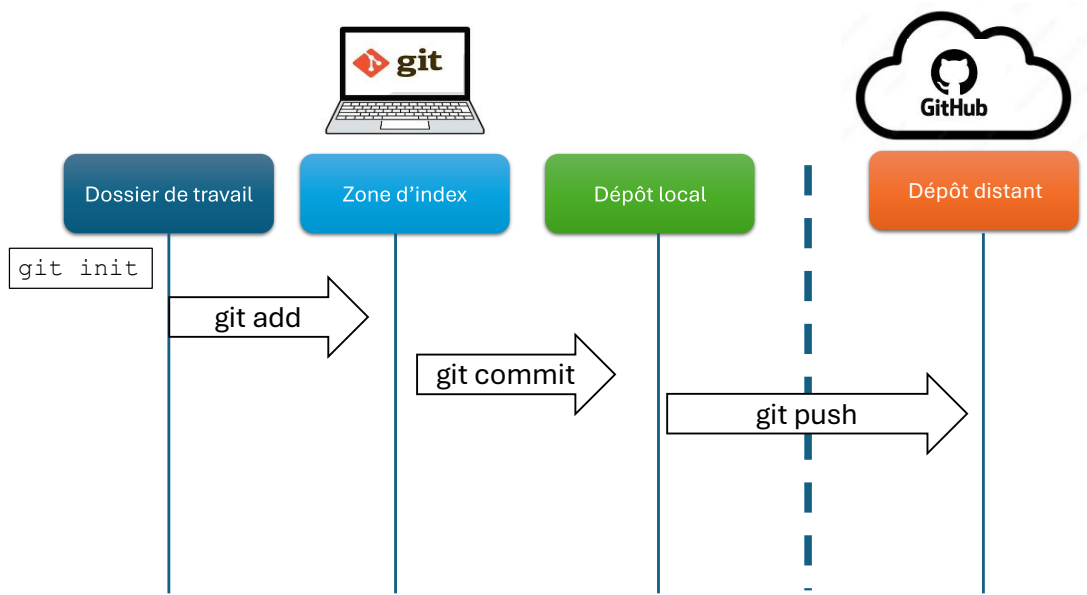 git
GitHub
Dossier de travail
Zone d’index
Dépôt local
Dépôt distant
git init
git add
git commit
git push